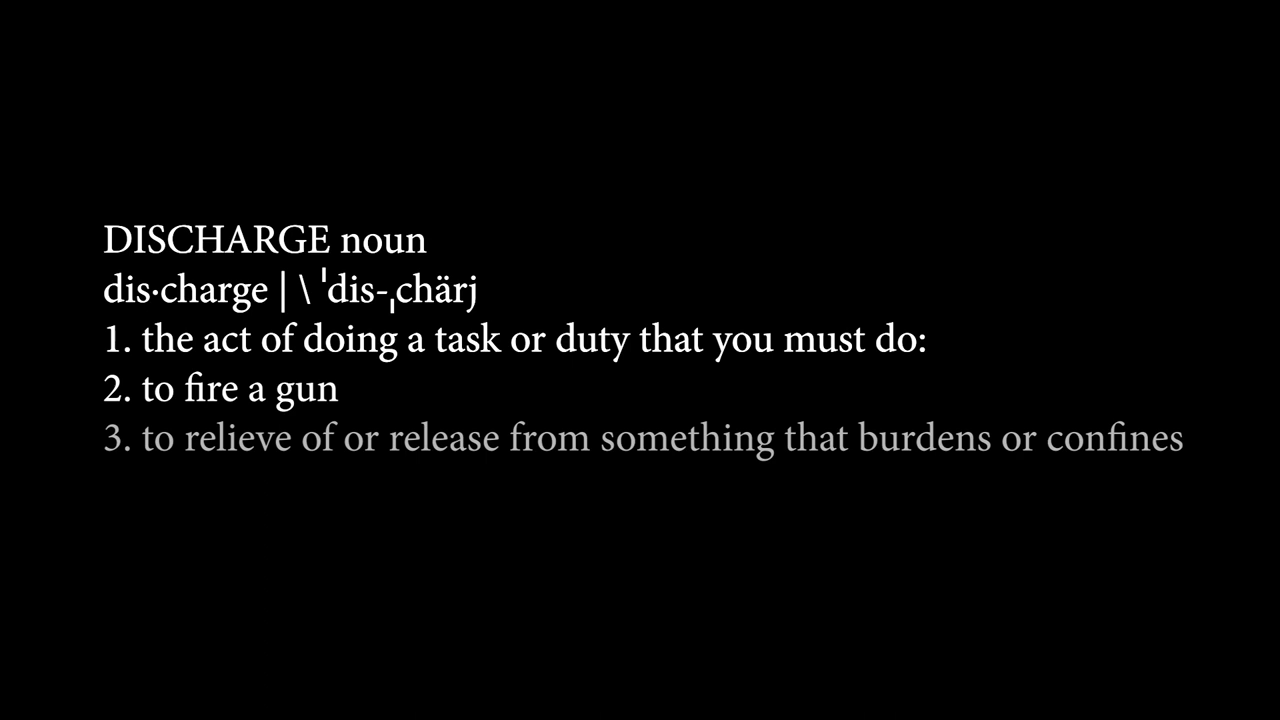 DISCHARGE noun
dis·charge | \ ˈdis-ˌchärj
1. the act of doing a task or duty that you must do:
2. to fire a gun
3. to relieve of or release from something that burdens or confines